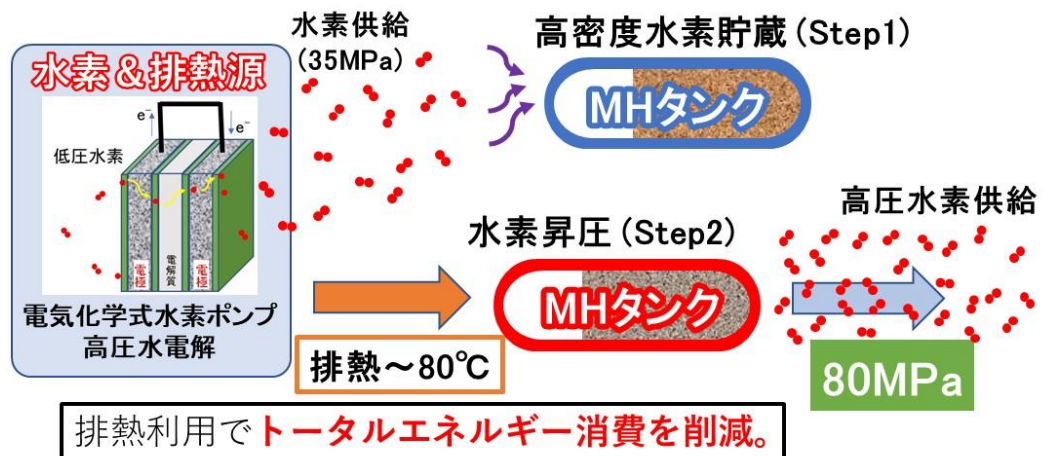 水素&排熱源
e⁻
e⁻
低圧水素
電極
電解質
電極
電気化学式水素ポンプ
高圧水電解
水素供給
(35MPa)
高密度水素貯蔵(Step1)
MHタンク
水素昇圧(Step2)
MHタンク
高圧水素供給
排熱~80℃
80MPa
排熱利用でトータルエネルギー消費を削減。